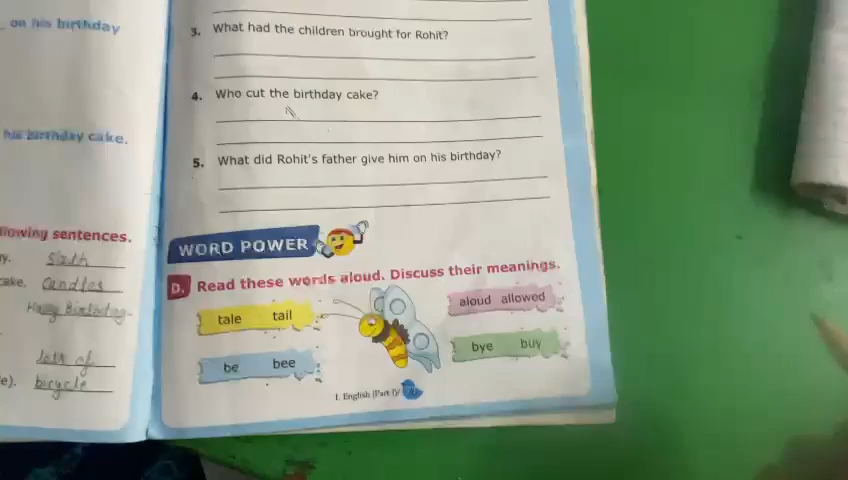 on his birthday
his birthday cake.
llowing sentences.
y. Sixth
cake. Candles
Happy Birthday
lots of
e). bicycle
3. What had the children brought for Rohit?
4. Who cut the birthday cake?
5. What did Rohit's father give him on his birthday?
WORD POWER
D. Read these words aloud. Discuss their meanings.
tale tail
aloud allowed
be bee
bye buy
1. English (Part 1)/